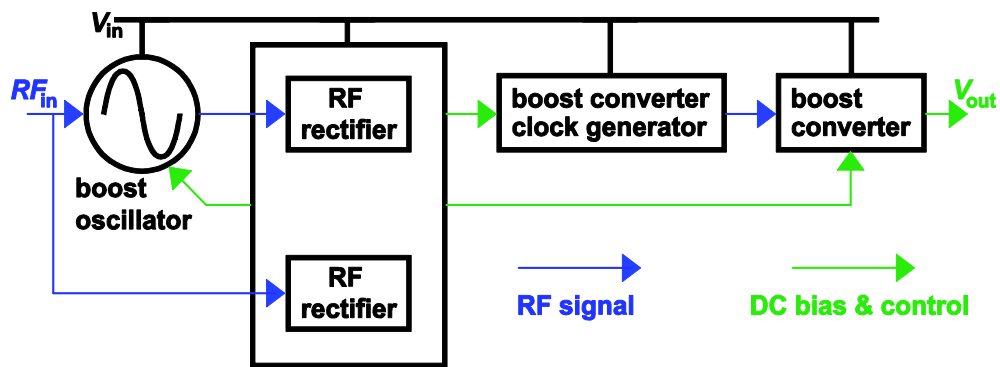 Vin
RFin
boost
oscillator
RF
rectifier
RF
rectifier
boost converter
clock generator
boost
converter
Vout
RF signal
DC bias & control